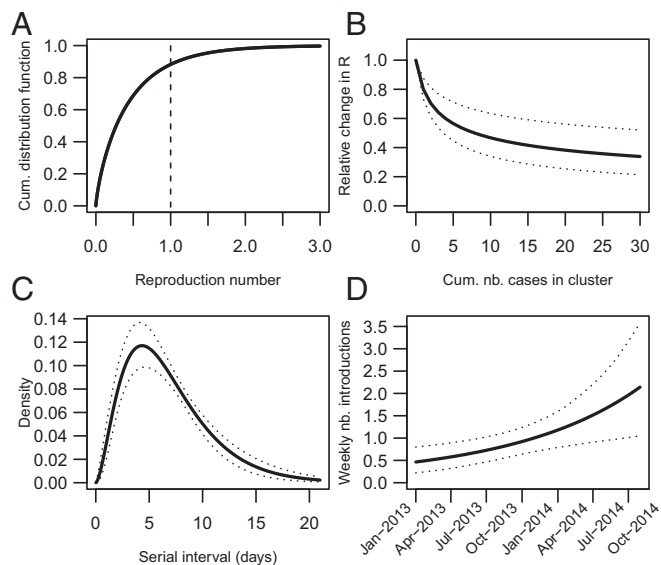 A
Cum. distribution function
1.0
0.8
0.6
0.4
0.2
0.0
0.0
1.0
2.0
3.0
Reproduction number
B
Relative change in R
1.0
0.8
0.6
0.4
0.2
0.0
0
5
10
15
20
25
30
Cum. nb. cases in cluster
C
Density
0.14
0.12
0.10
0.08
0.06
0.04
0.02
0.00
0
5
10
15
20
Serial interval (days)
D
Weekly nb. introductions
3.5
3.0
2.5
2.0
1.5
1.0
0.5
0.0
Jan−2013
Apr−2013
Jul−2013
Oct−2013
Jan−2014
Apr−2014
Jul−2014
Oct−2014